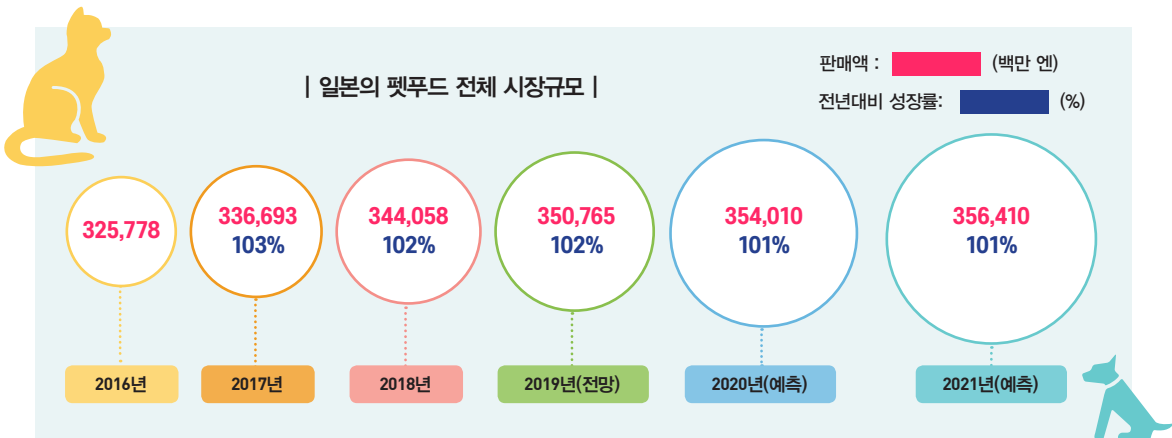 | 일본의 펫푸드 전체 시장규모 |
판매액 : (백만 엔)
전년대비 성장률: (%)
325,778
336,693
103%
344,058
102%
350,765
102%
354,010
101%
356,410
101%
2016년
2017년
2018년
2019년(전망)
2020년(예측)
2021년(예측)